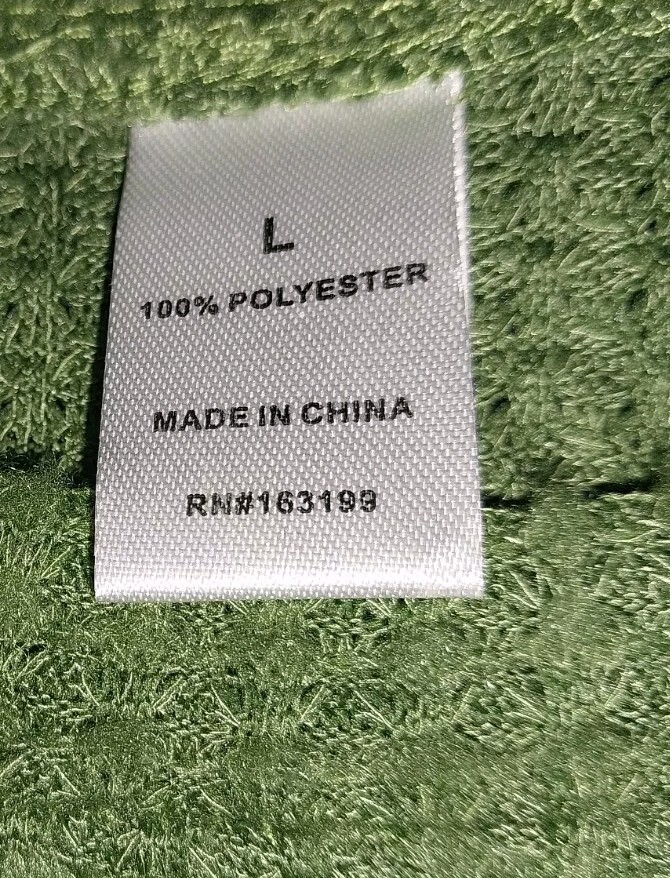 L
100% POLYESTER
MADE IN CHINA
RN#163199